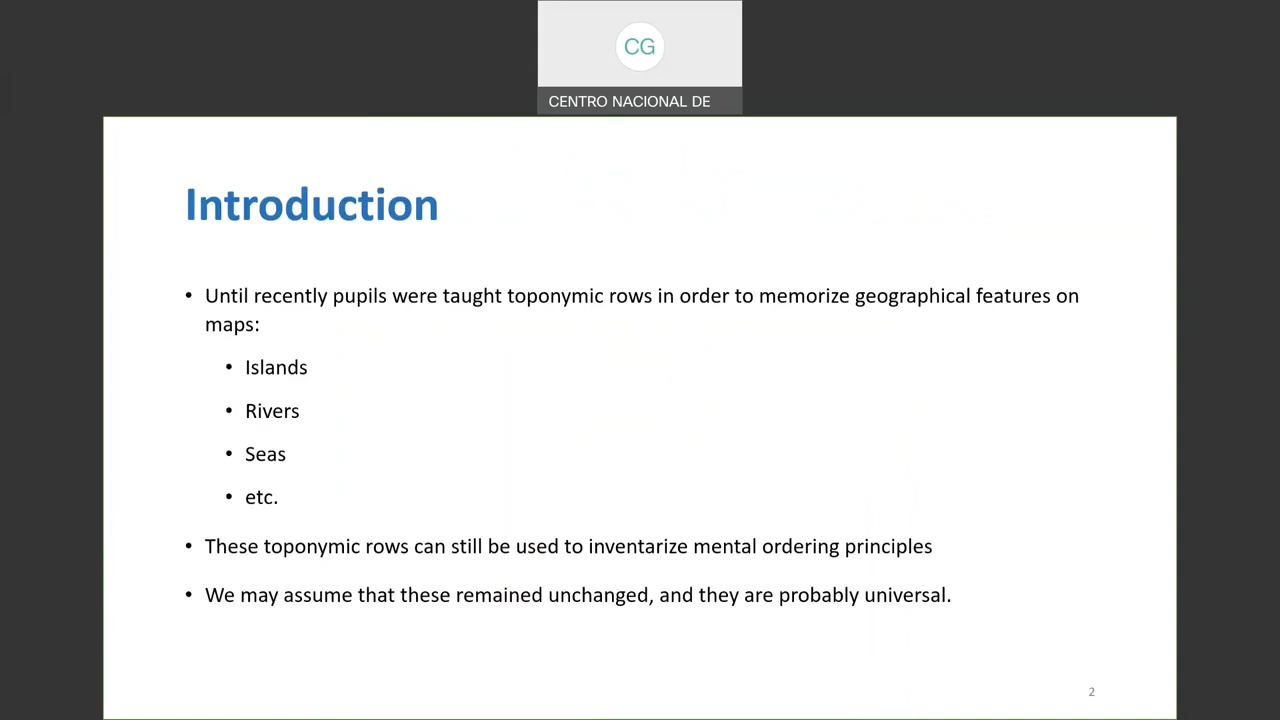 CG
CENTRO NACIONAL DE
Introduction
• Until recently pupils were taught toponymic rows in order to memorize geographical features on
maps:
• Islands
• Rivers
• Seas
• etc.
• These toponymic rows can still be used to inventarize mental ordering principles
• We may assume that these remained unchanged, and they are probably universal.
2